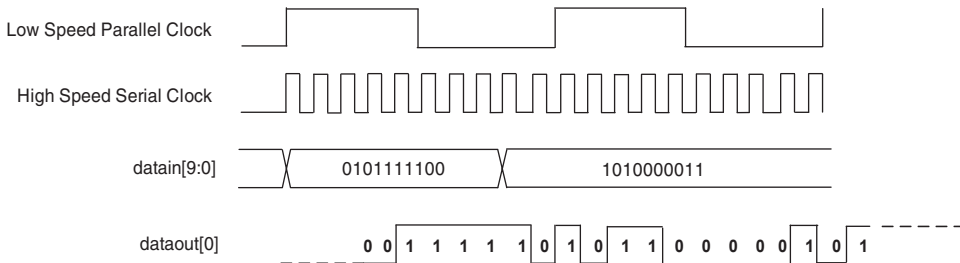 Low Speed Parallel Clock
High Speed Serial Clock
datain[9:0]
0101111100
1010000011
dataout[0]
0 0 1 1 1 1 1 0 1 0 1 1 0 0 0 0 0 1 0 1